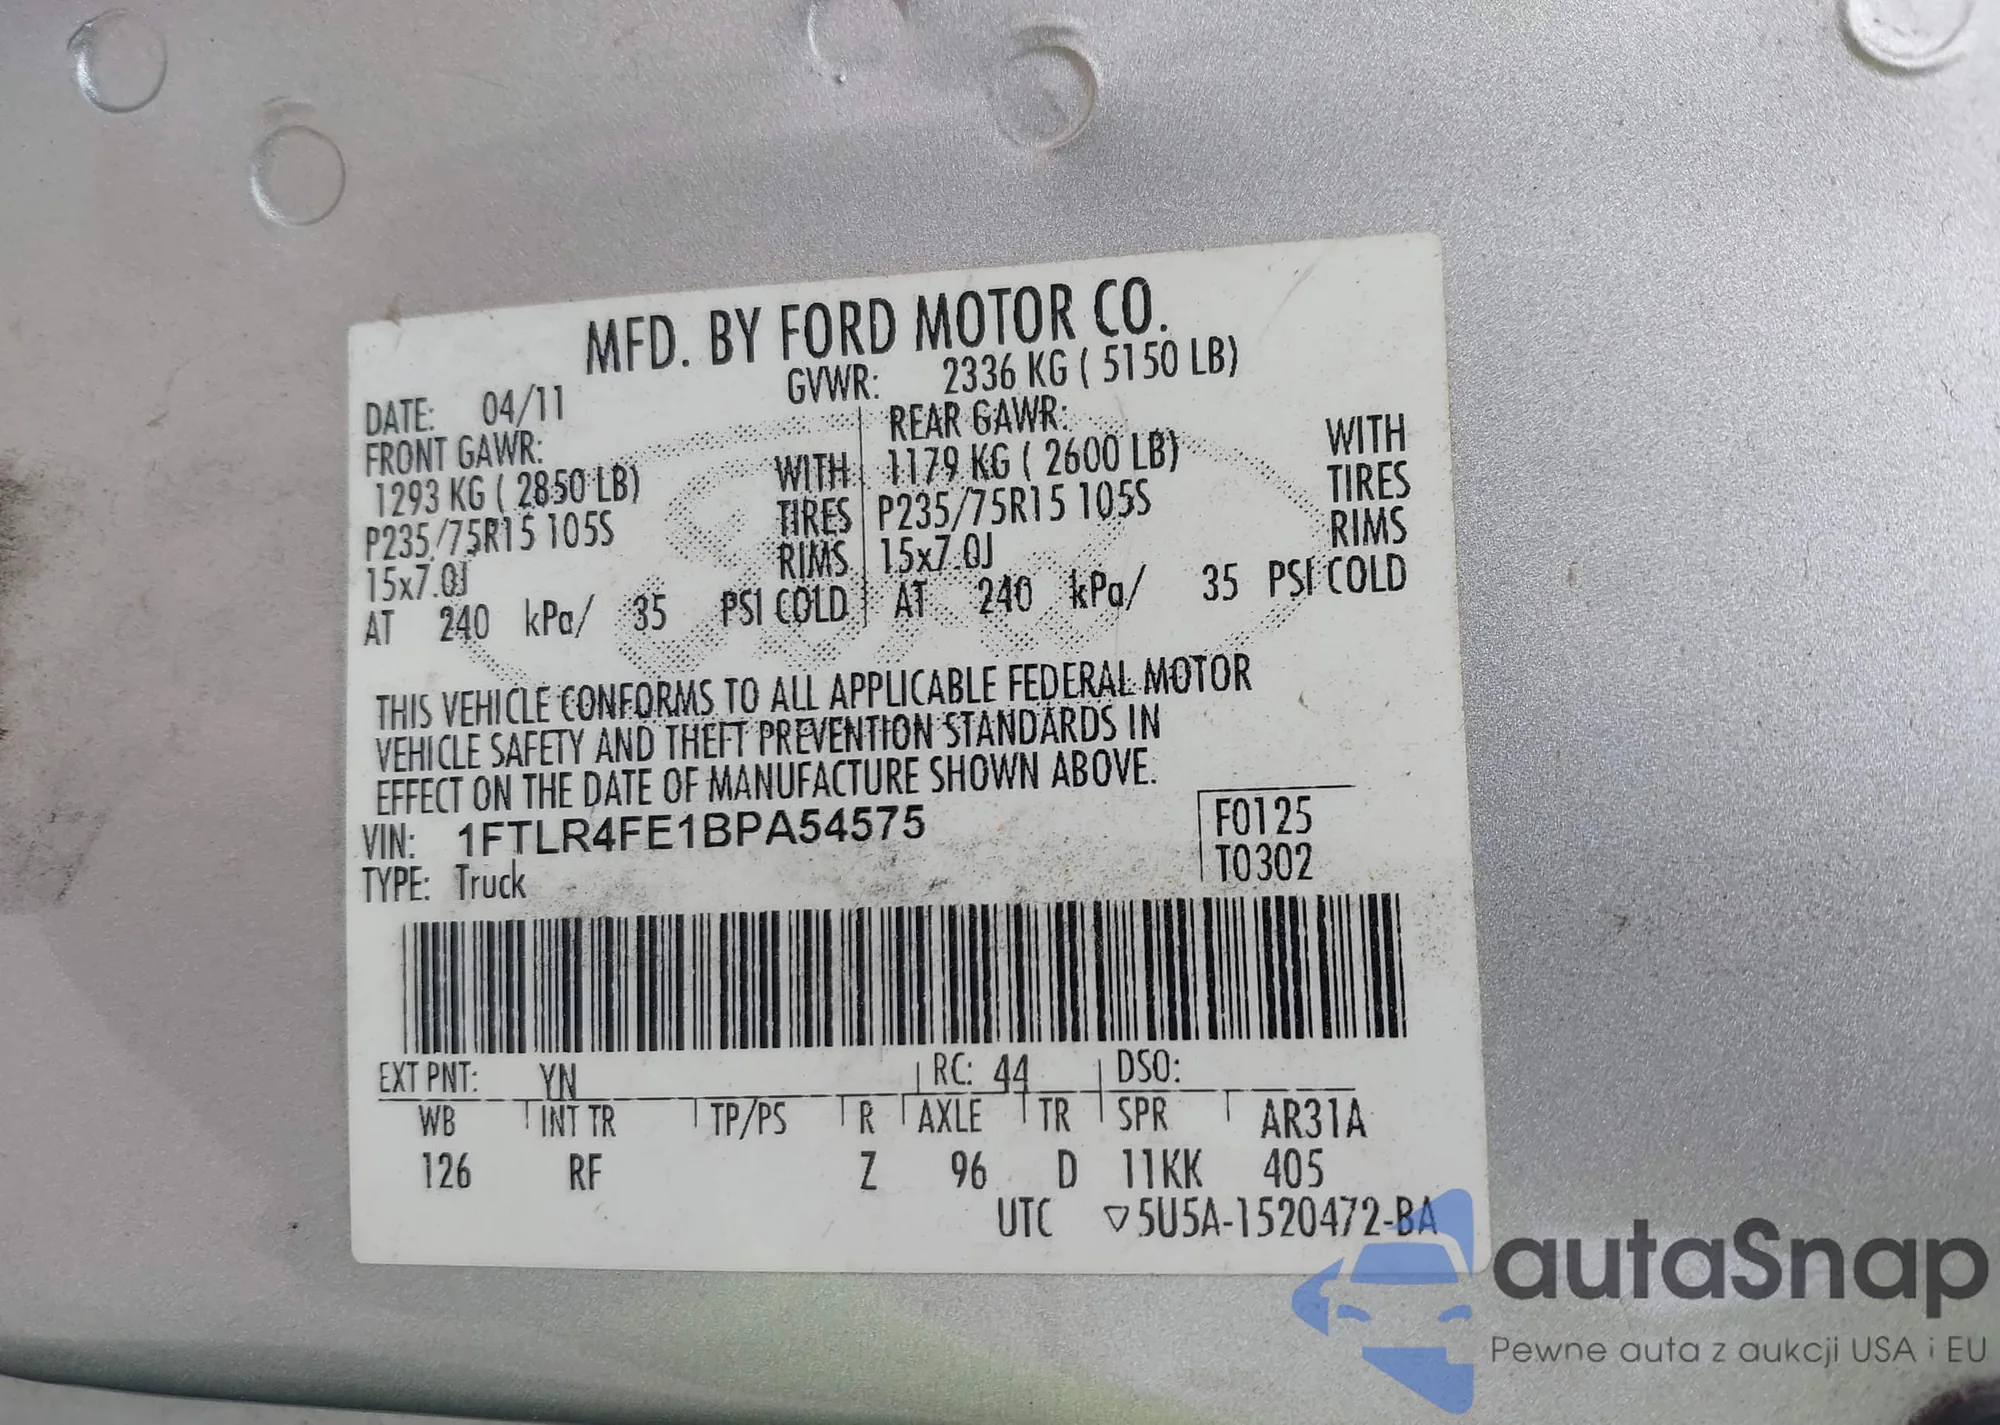 MFD. BY FORD MOTOR CO.
DATE: 04/11 GVWR: 2336 KG ( 5150 LB)
FRONT GAWR: REAR GAWR:
1293 KG ( 2850 LB) WITH 1179 KG ( 2600 LB) WITH
P235/75R15 105S TIRES P235/75R15 105S TIRES
15x7.0J RIMS 15x7.0J RIMS
AT 240 kPa/ 35 PSI COLD AT 240 kPa/ 35 PSI COLD
THIS VEHICLE CONFORMS TO ALL APPLICABLE FEDERAL MOTOR
VEHICLE SAFETY AND THEFT PREVENTION STANDARDS IN
EFFECT ON THE DATE OF MANUFACTURE SHOWN ABOVE.
VIN: 1FTLR4FE1BPA54575 F0125
TYPE: Truck T0302
EXT PNT: YN RC: 44 DSO:
WB INT TR TP/PS R AXLE TR SPR AR31A
126 RF Z 96 D 11KK 405
UTC ▽5U5A-1520472-BA
autaSnap
Pewne auta z aukcji USA i EU